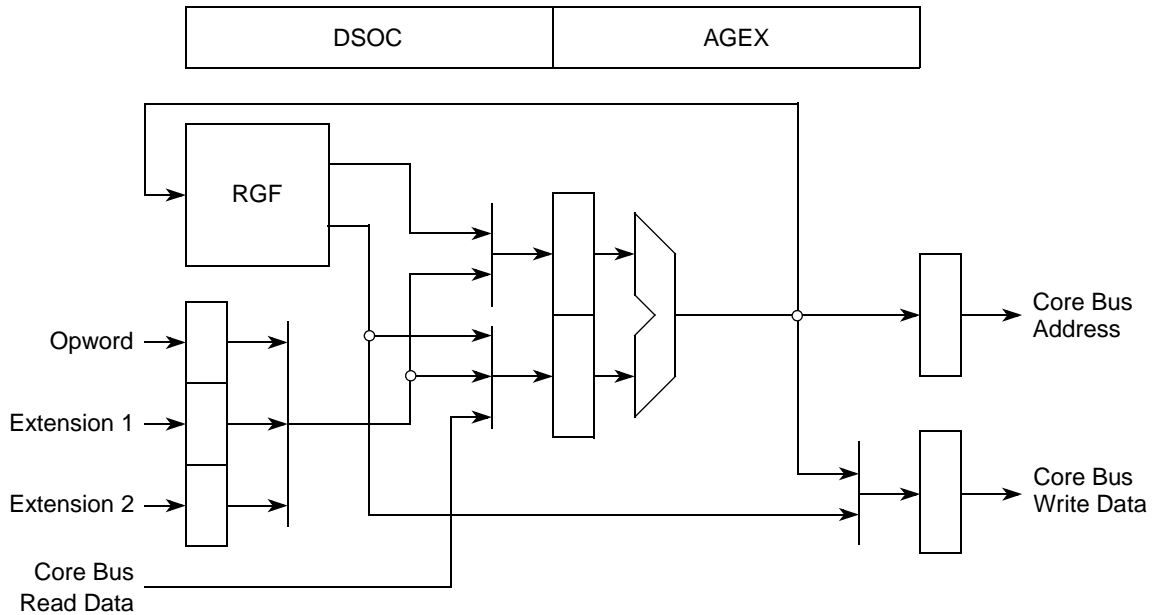 DSOC
AGEX
RGF
Opword
Extension 1
Extension 2
Core Bus
Read Data
Core Bus
Address
Core Bus
Write Data